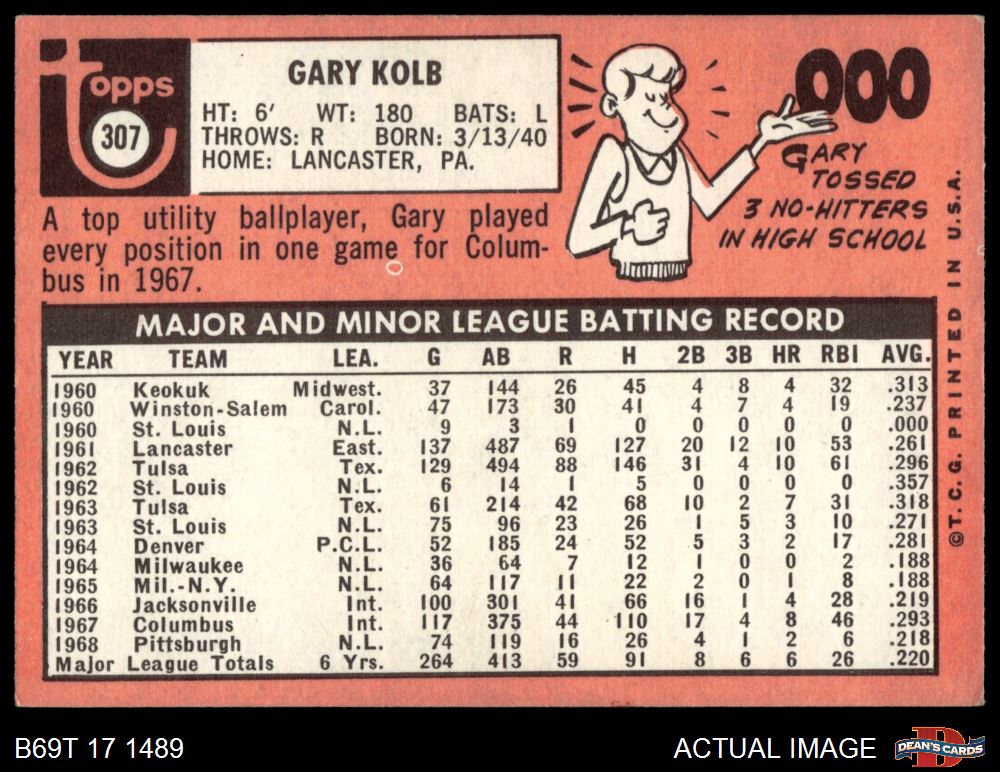 Topps
307
GARY KOLB
HT: 6' WT: 180 BATS: L
THROWS: R BORN: 3/13/40
HOME: LANCASTER, PA.
000
GARY
TOSSED
3 NO-HITTERS
IN HIGH SCHOOL
A top utility ballplayer, Gary played
every position in one game for Colum-
bus in 1967.
MAJOR AND MINOR LEAGUE BATTING RECORD
YEAR TEAM LEA. G AB R H 2B 3B HR RBI AVG.
1960 Keokuk Midwest. 37 144 26 45 4 8 4 32 .313
1960 Winston-Salem Carol. 47 173 30 41 4 7 4 19 .237
1960 St. Louis N.L. 9 3 1 0 0 0 0 0 .000
1961 Lancaster East. 137 487 69 127 20 12 10 53 .261
1962 Tulsa Tex. 129 494 88 146 31 4 10 61 .296
1962 St. Louis N.L. 6 14 1 5 0 0 0 0 .357
1963 Tulsa Tex. 61 214 42 68 10 2 7 31 .318
1963 St. Louis N.L. 75 96 23 26 1 5 3 10 .271
1964 Denver P.C.L. 52 185 24 52 5 3 2 17 .281
1964 Milwaukee N.L. 36 64 7 12 1 0 0 2 .188
1965 Mil.-N.Y. N.L. 64 117 11 22 2 0 1 8 .188
1966 Jacksonville Int. 100 301 41 66 16 1 4 28 .219
1967 Columbus Int. 117 375 44 110 17 4 8 46 .293
1968 Pittsburgh N.L. 74 119 16 26 4 1 2 6 .218
Major League Totals 6 Yrs. 264 413 59 91 8 6 6 26 .220
©T.C.G. PRINTED IN U.S.A.
B69T 17 1489
ACTUAL IMAGE
DEAN'S CARDS